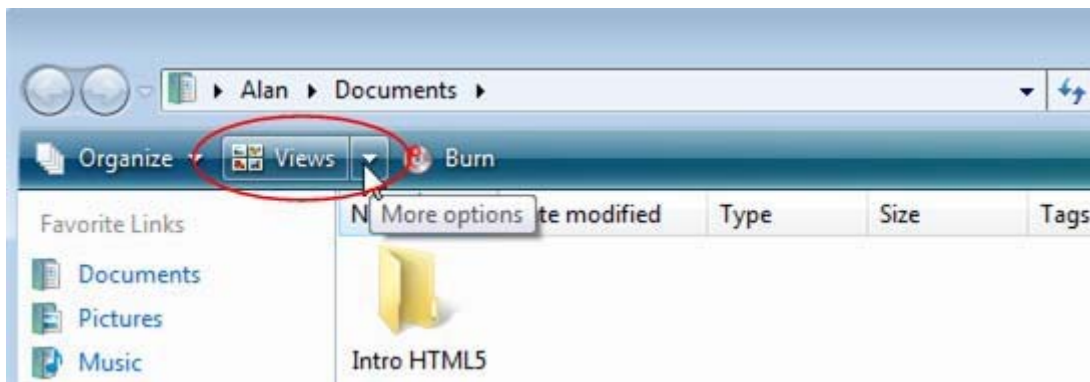 Alan Documents
Organize Views Burn
More options
N te modified Type Size Tags
Favorite Links
Documents
Pictures
Music
Intro HTML5